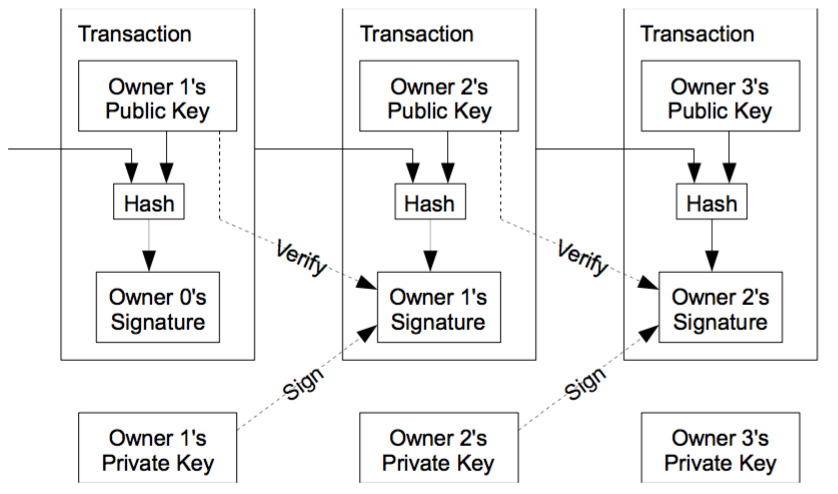 Transaction
Transaction
Transaction
Owner 1's
Public Key
Owner 2's
Public Key
Owner 3's
Public Key
Hash
Hash
Hash
Verify
Verify
Owner 0's
Signature
Owner 1's
Signature
Owner 2's
Signature
Sign
Sign
Owner 1's
Private Key
Owner 2's
Private Key
Owner 3's
Private Key